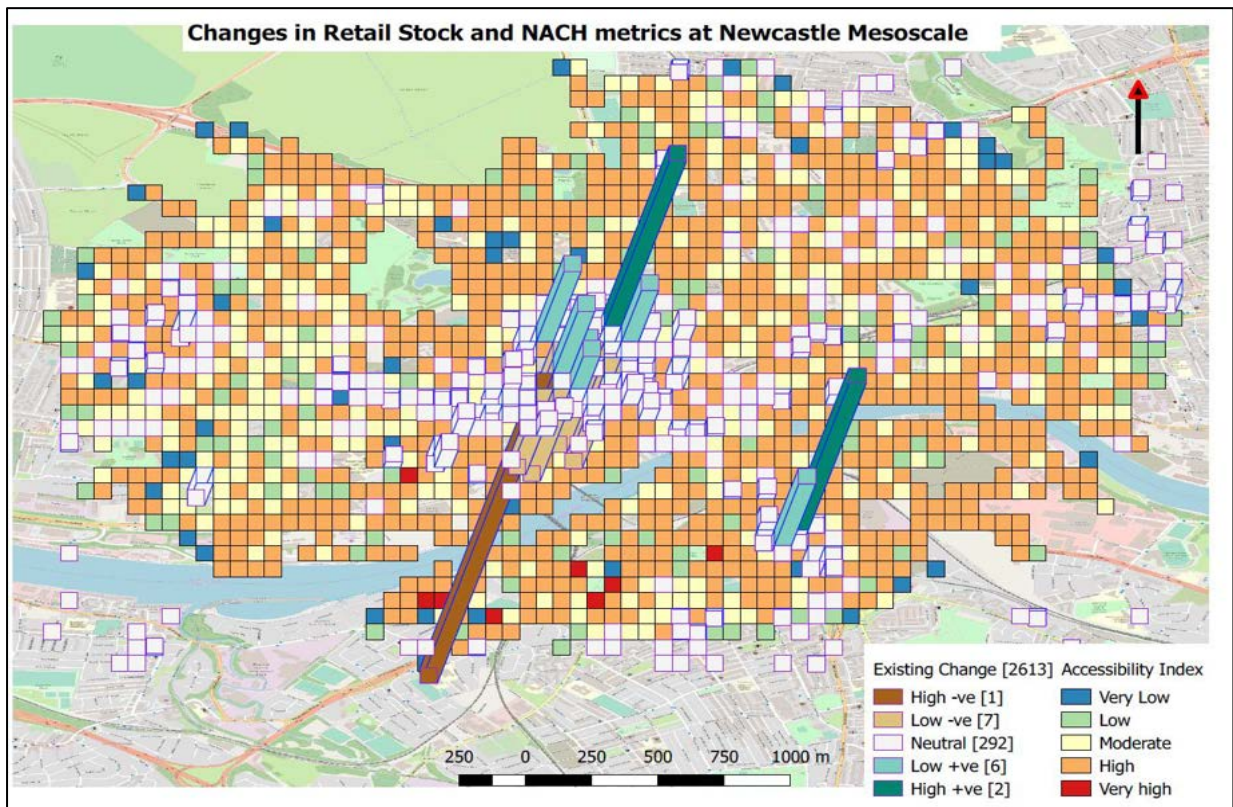 Changes in Retail Stock and NACH metrics at Newcastle Mesoscale
Existing Change [2613]
High -ve [1]
Low -ve [7]
Neutral [292]
Low +ve [6]
High +ve [2]
Accessibility Index
Very Low
Low
Moderate
High
Very high
250 0 250 500 750 1000 m